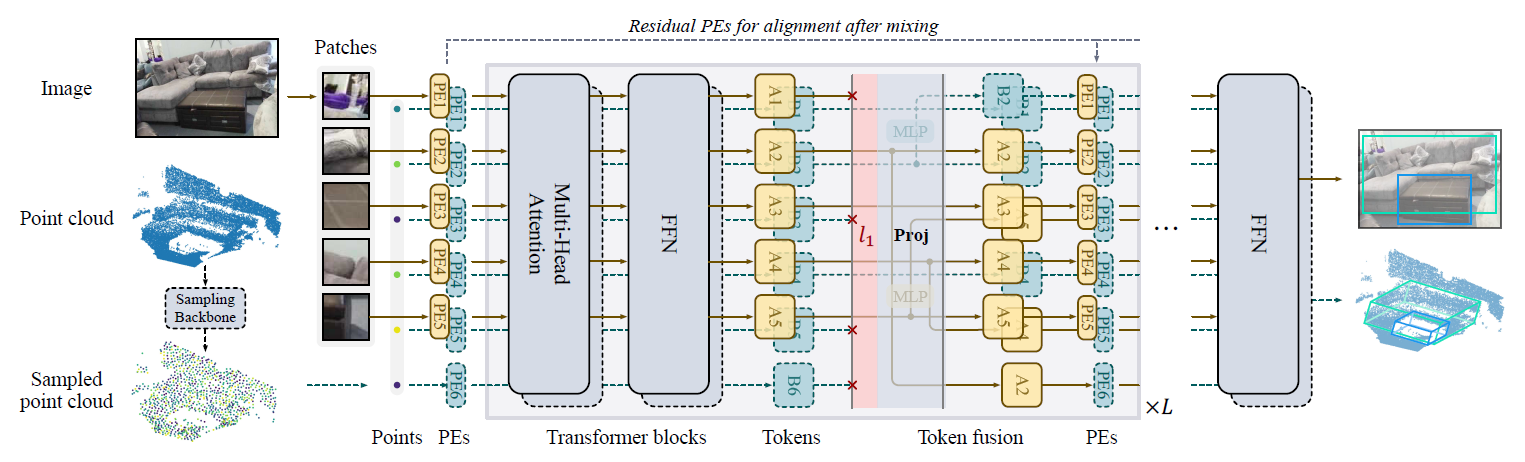 Residual PEs for alignment after mixing
Patches
Image
Point cloud
Sampling
Backbone
Sampled
point cloud
PE1
PE1
PE2
PE2
PE3
PE3
PE4
PE4
PE5
PE5
PE6
Multi-Head
Attention
FFN
A1
A2
A3
A4
A5
B6
l₁
MLP
Proj
MLP
B2
A2
A3
A4
A5
A2
PE1
PE1
PE2
PE2
PE3
PE3
PE4
PE4
PE5
PE5
PE6
×L
...
FFN
Points
PEs
Transformer blocks
Tokens
Token fusion
PEs